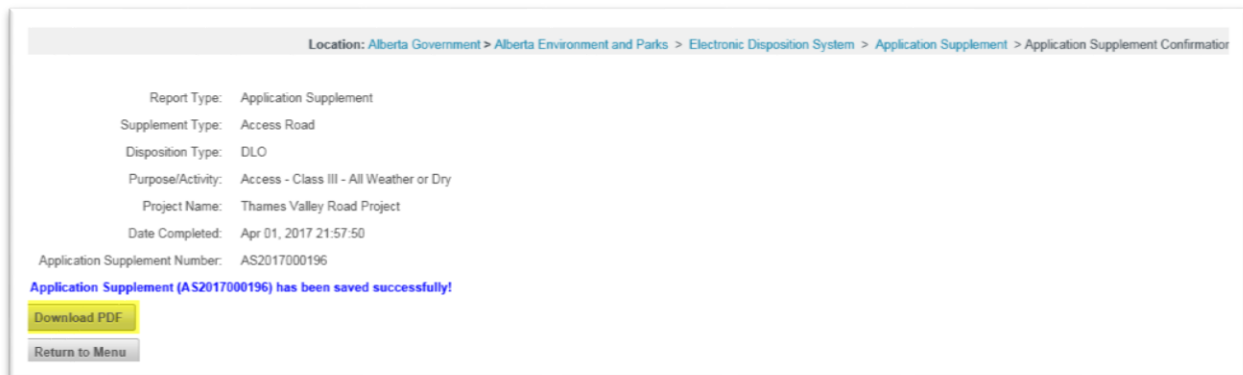 Location: Alberta Government > Alberta Environment and Parks > Electronic Disposition System > Application Supplement > Application Supplement Confirmation
Report Type: Application Supplement
Supplement Type: Access Road
Disposition Type: DLO
Purpose/Activity: Access - Class III - All Weather or Dry
Project Name: Thames Valley Road Project
Date Completed: Apr 01, 2017 21:57:50
Application Supplement Number: AS2017000196
Application Supplement (AS2017000196) has been saved successfully!
Download PDF
Return to Menu